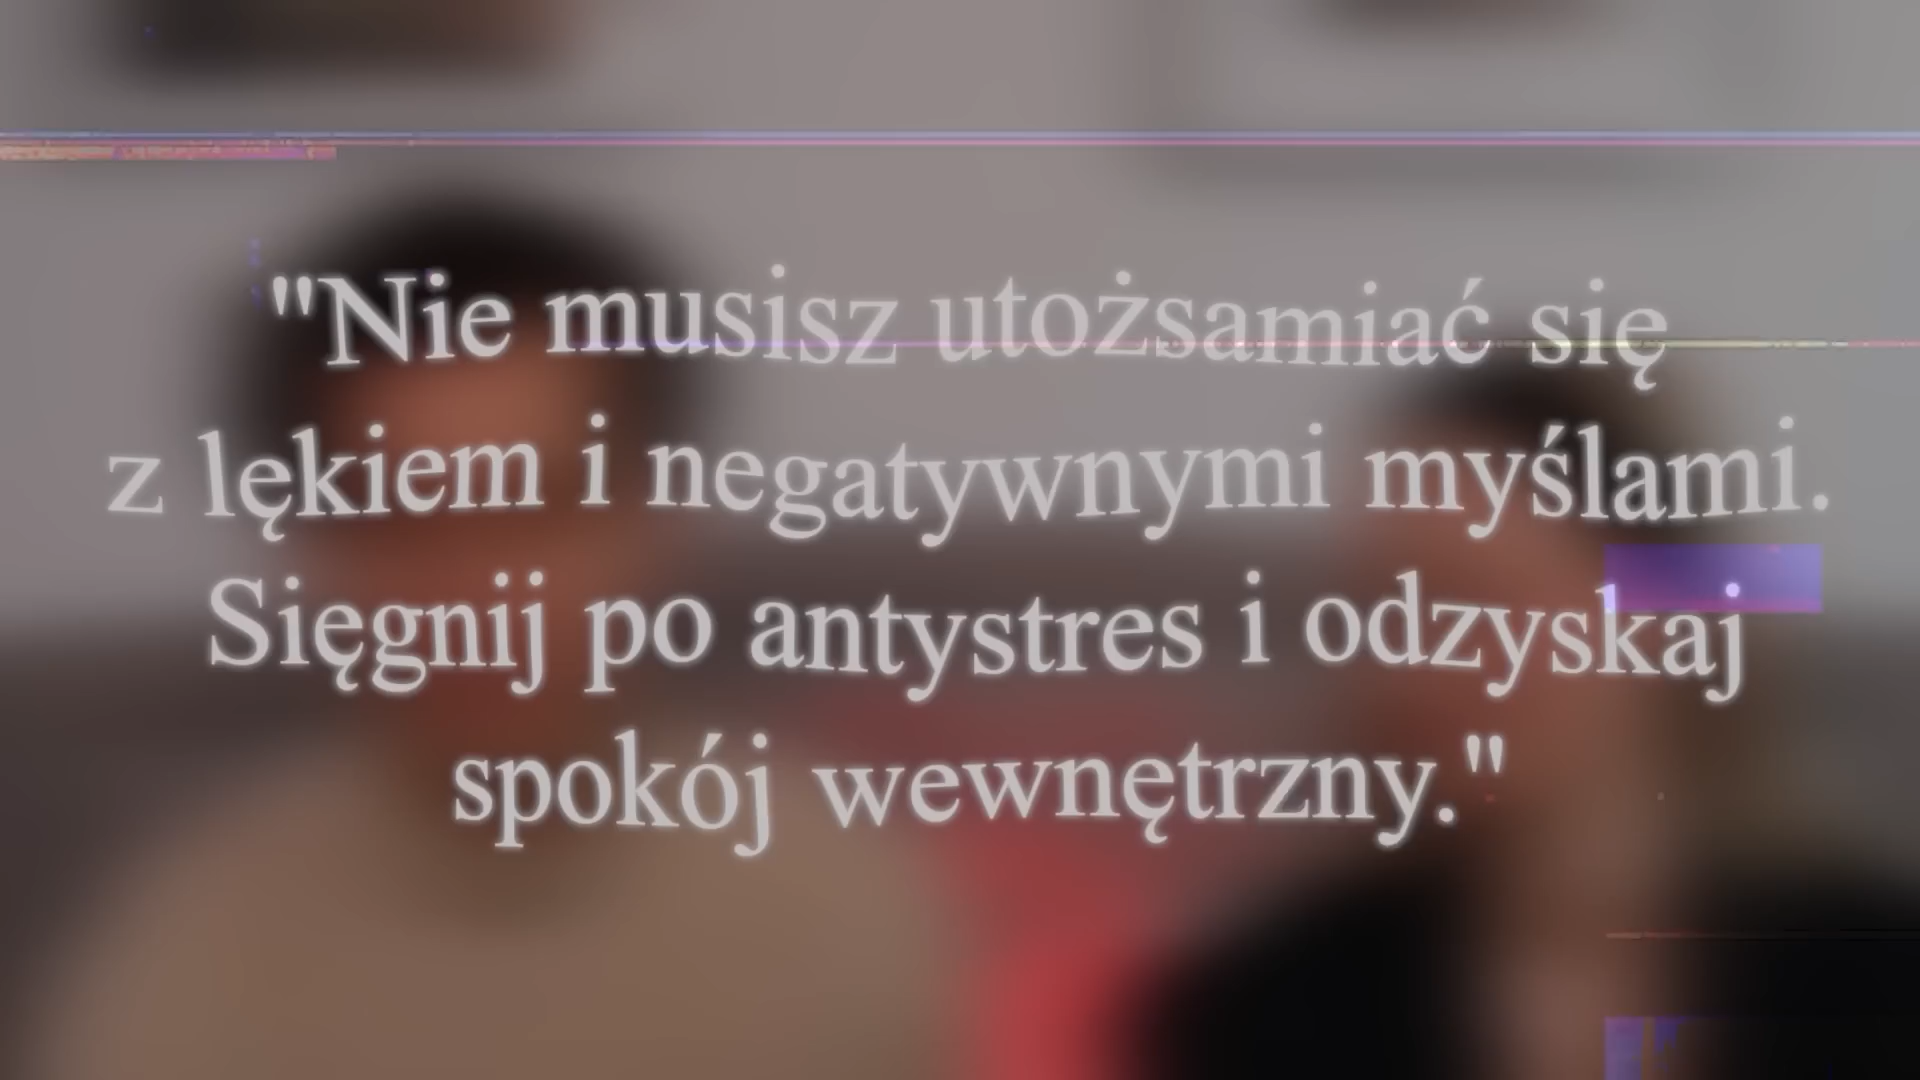 "Nie musisz utożsamiać się
z lękiem i negatywnymi myślami.
Sięgnij po antystres i odzyskaj
spokój wewnętrzny."